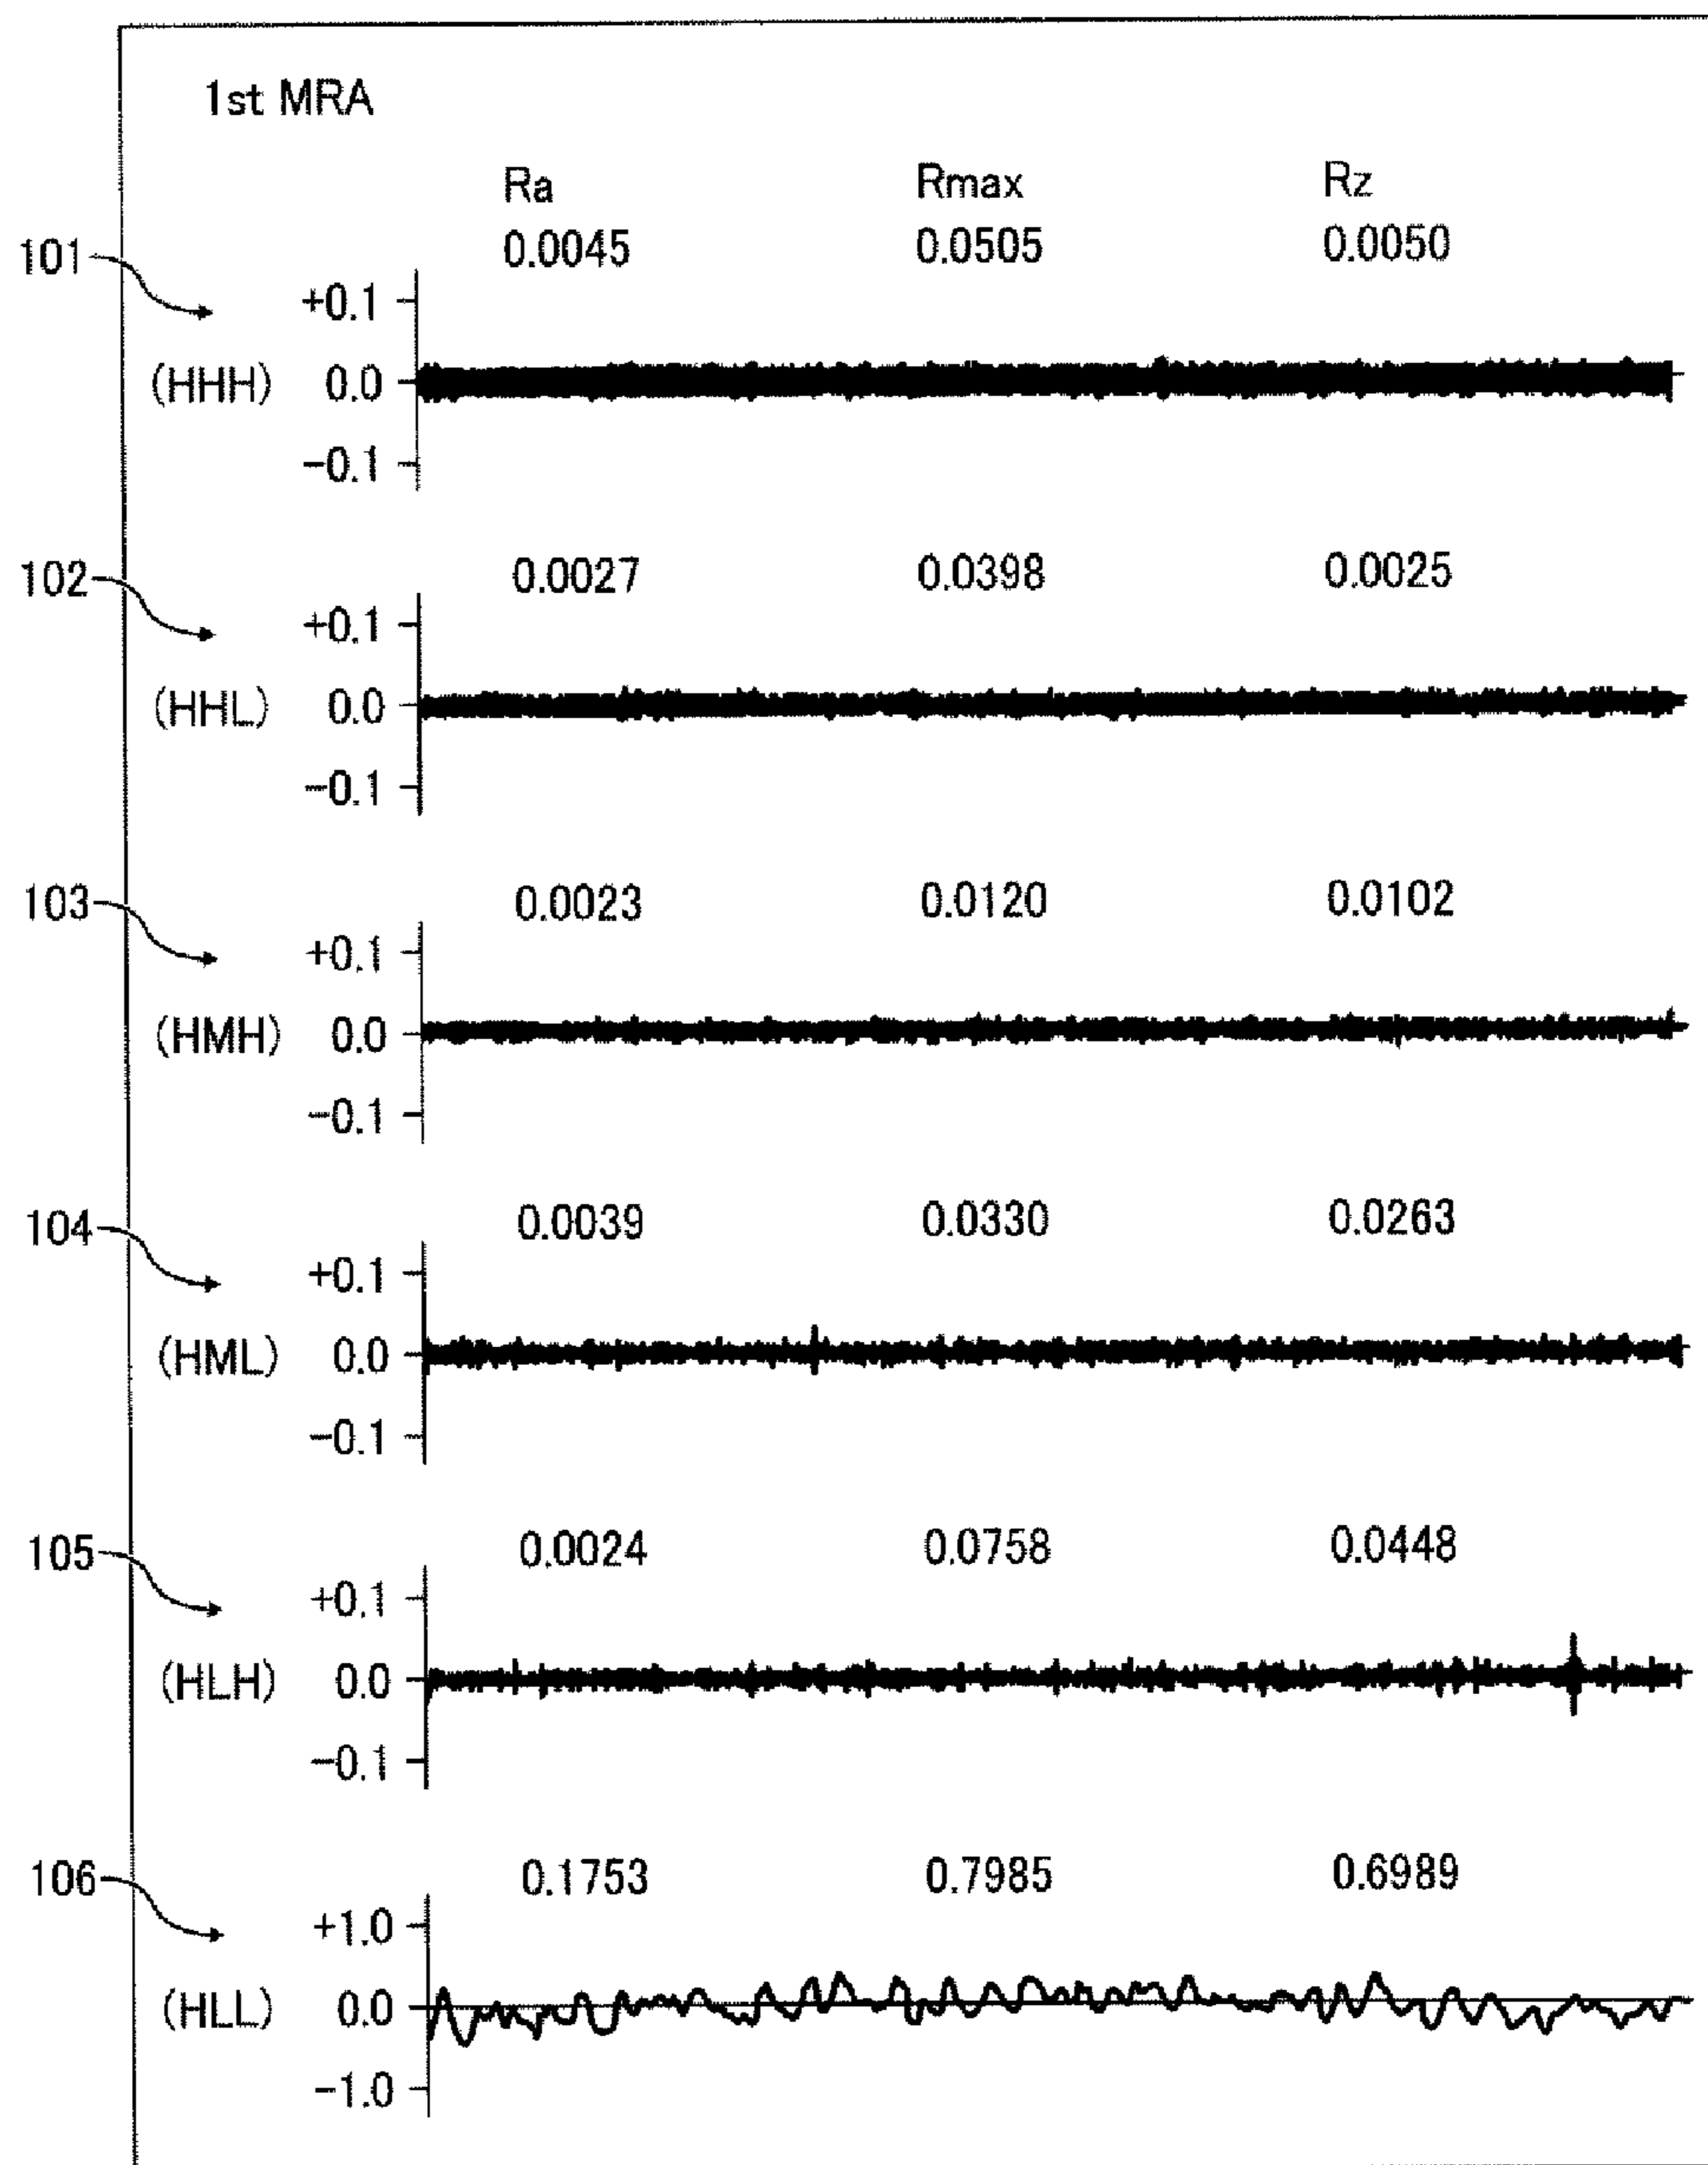 1st MRA
Ra Rmax Rz
101 0.0045 0.0505 0.0050
+0.1
(HHH) 0.0
−0.1
102 0.0027 0.0398 0.0025
+0.1
(HHL) 0.0
−0.1
103 0.0023 0.0120 0.0102
+0.1
(HMH) 0.0
−0.1
104 0.0039 0.0330 0.0263
+0.1
(HML) 0.0
−0.1
105 0.0024 0.0758 0.0448
+0.1
(HLH) 0.0
−0.1
106 0.1753 0.7985 0.6989
+1.0
(HLL) 0.0
−1.0